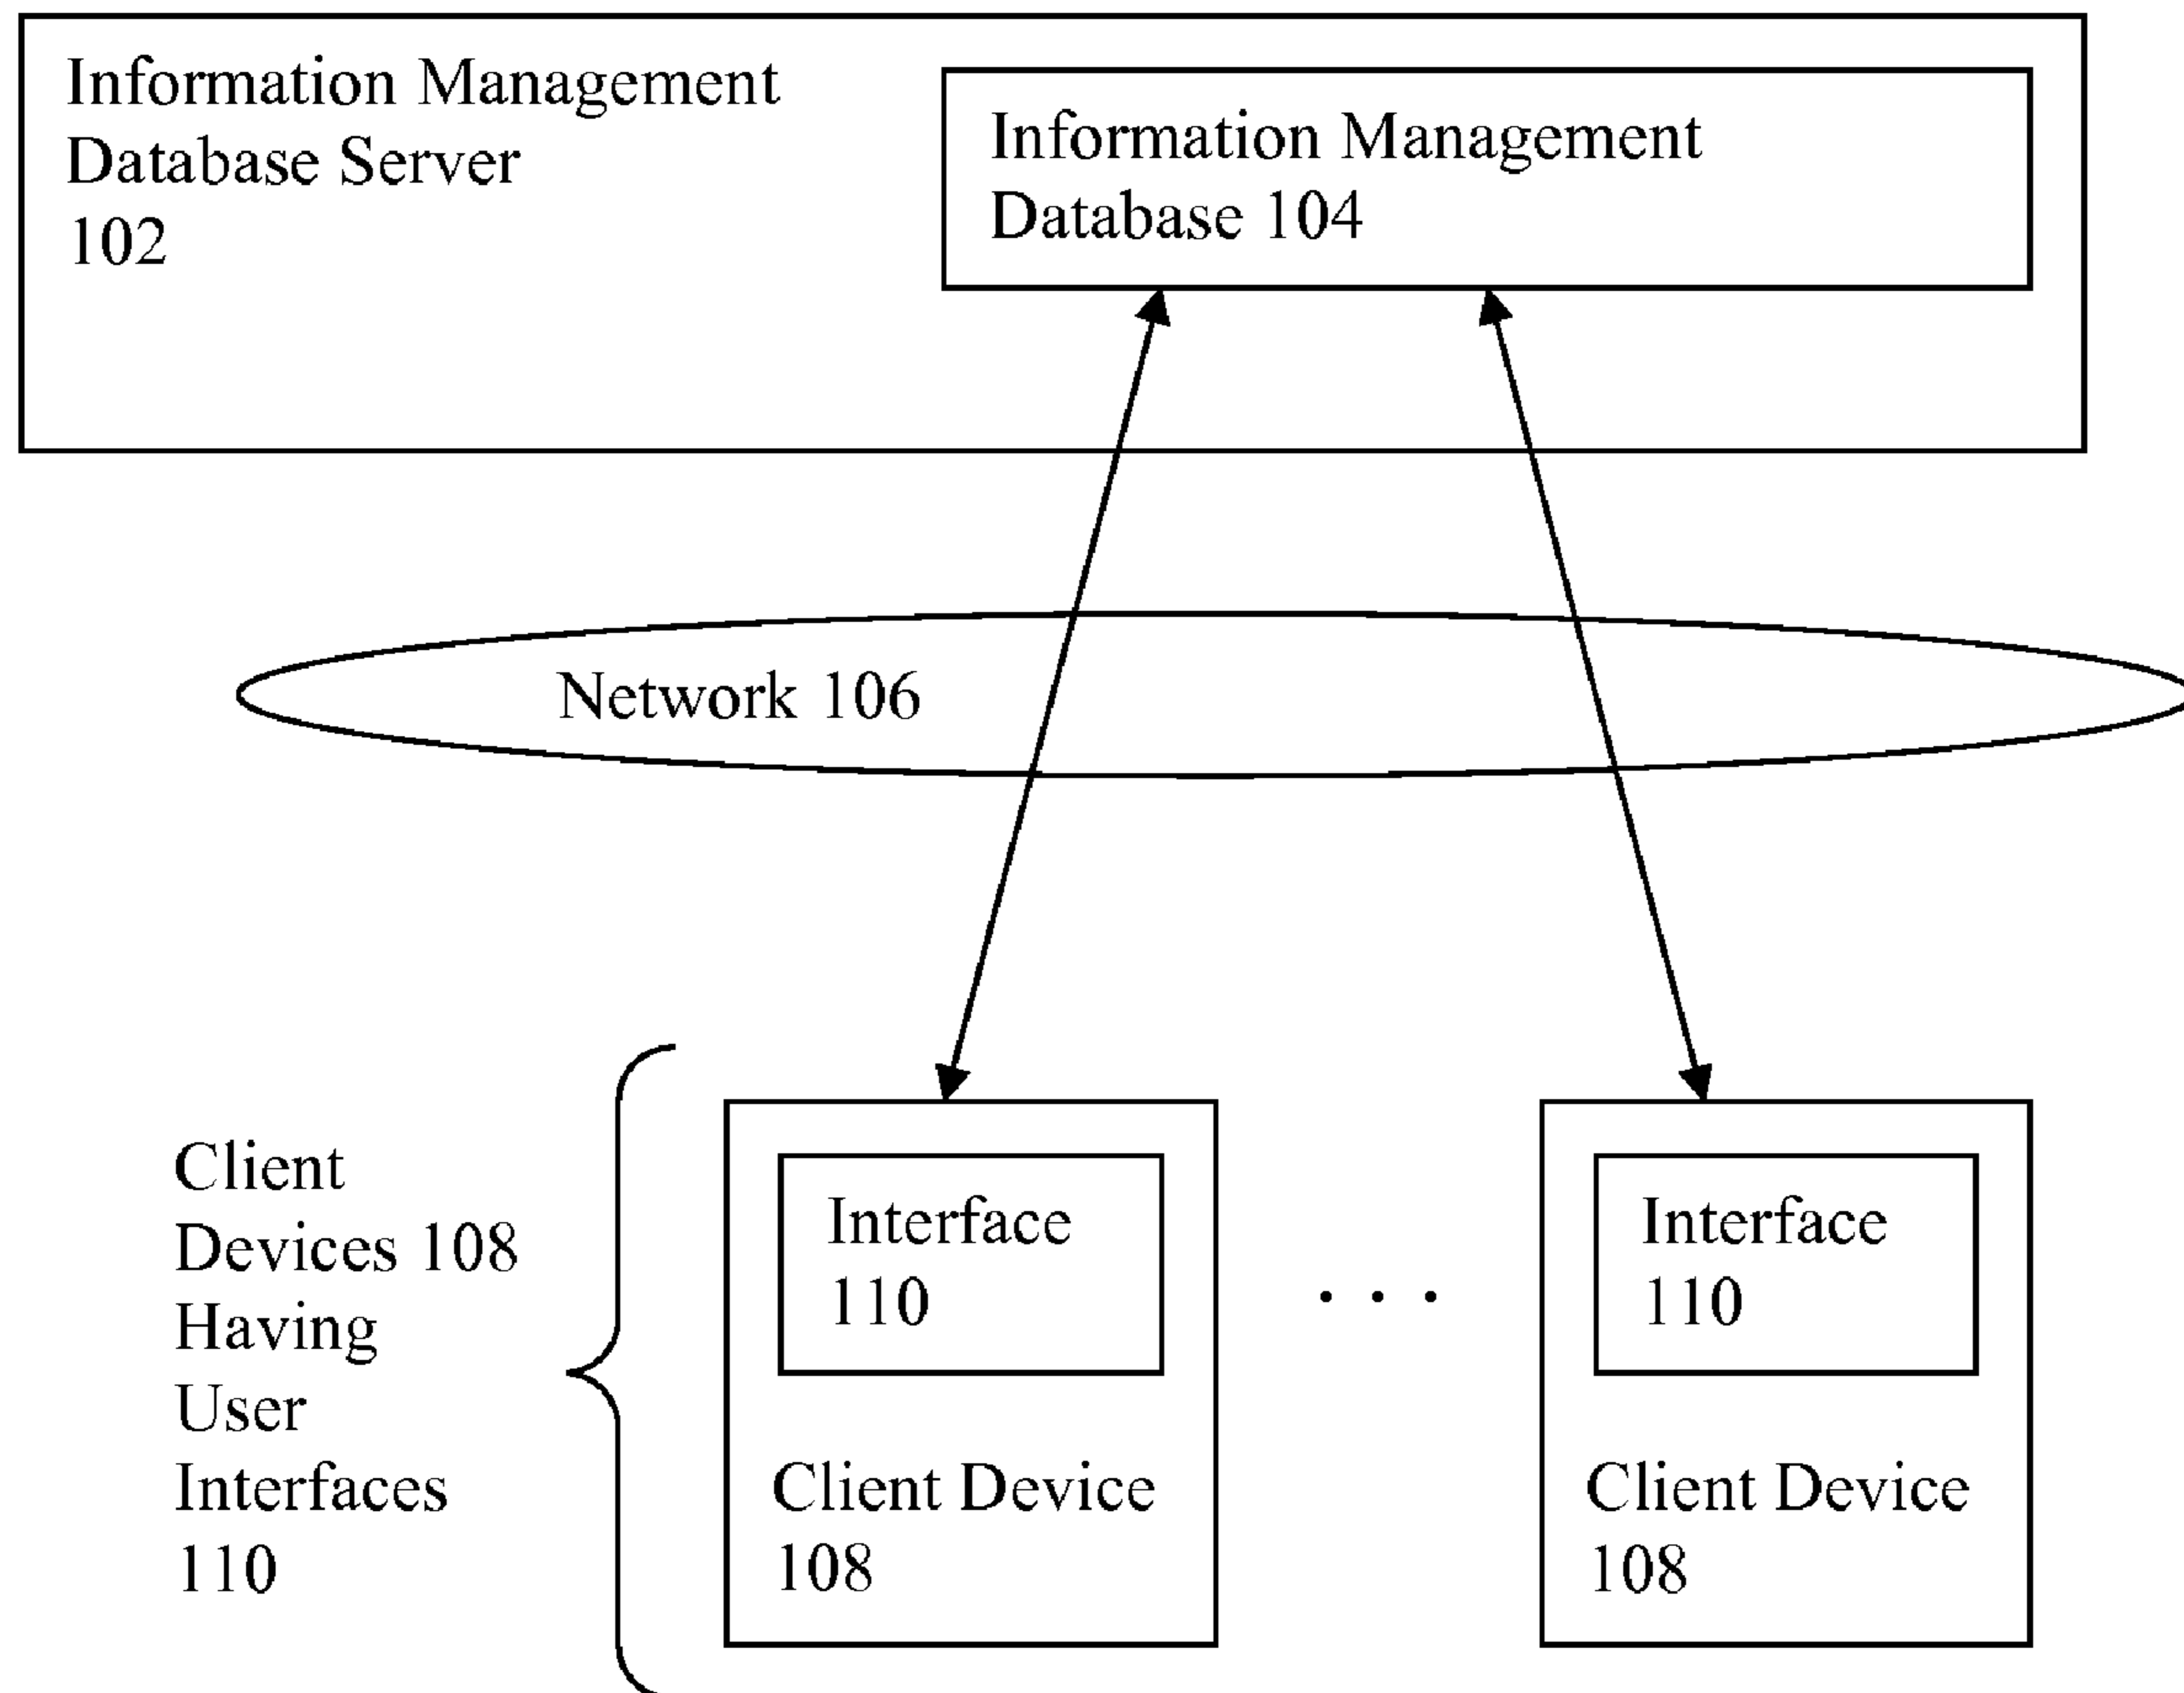 Information Management
Database Server
102
Information Management
Database 104
Network 106
Client
Devices 108
Having
User
Interfaces
110
Interface
110
Client Device
108
. . .
Interface
110
Client Device
108